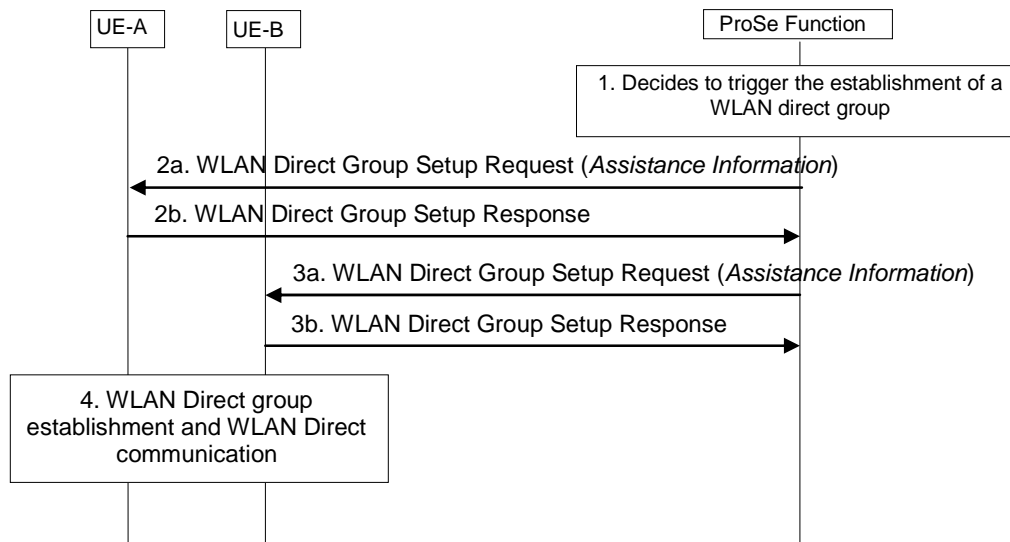 UE-A
UE-B
ProSe Function
1. Decides to trigger the establishment of a
WLAN direct group
2a. WLAN Direct Group Setup Request (Assistance Information)
2b. WLAN Direct Group Setup Response
3a. WLAN Direct Group Setup Request (Assistance Information)
3b. WLAN Direct Group Setup Response
4. WLAN Direct group
establishment and WLAN Direct
communication